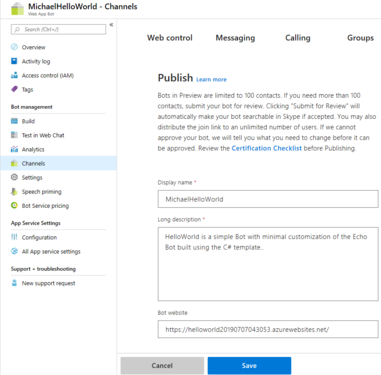 MichaelHelloWorld - Channels
Web App Bot
Search (Ctrl+/)
«
Overview
Activity log
Access control (IAM)
Tags
Bot management
Build
Test in Web Chat
Analytics
Channels
Settings
Speech priming
Bot Service pricing
App Service Settings
Configuration
All App service settings
Support + troubleshooting
New support request
Web control Messaging Calling Groups
Publish Learn more
Bots in Preview are limited to 100 contacts. If you need more than 100
contacts, submit your bot for review. Clicking "Submit for Review" will
automatically make your bot searchable in Skype if accepted. You may also
distribute the join link to an unlimited number of users. If we cannot
approve your bot, we will tell you what you need to change before it can
be approved. Review the Certification Checklist before Publishing.
Display name *
MichaelHelloWorld
Long description *
HelloWorld is a simple Bot with minimal customization of the Echo
Bot built using the C# template..
Bot website
https://helloworld20190707043053.azurewebsites.net/
Cancel Save